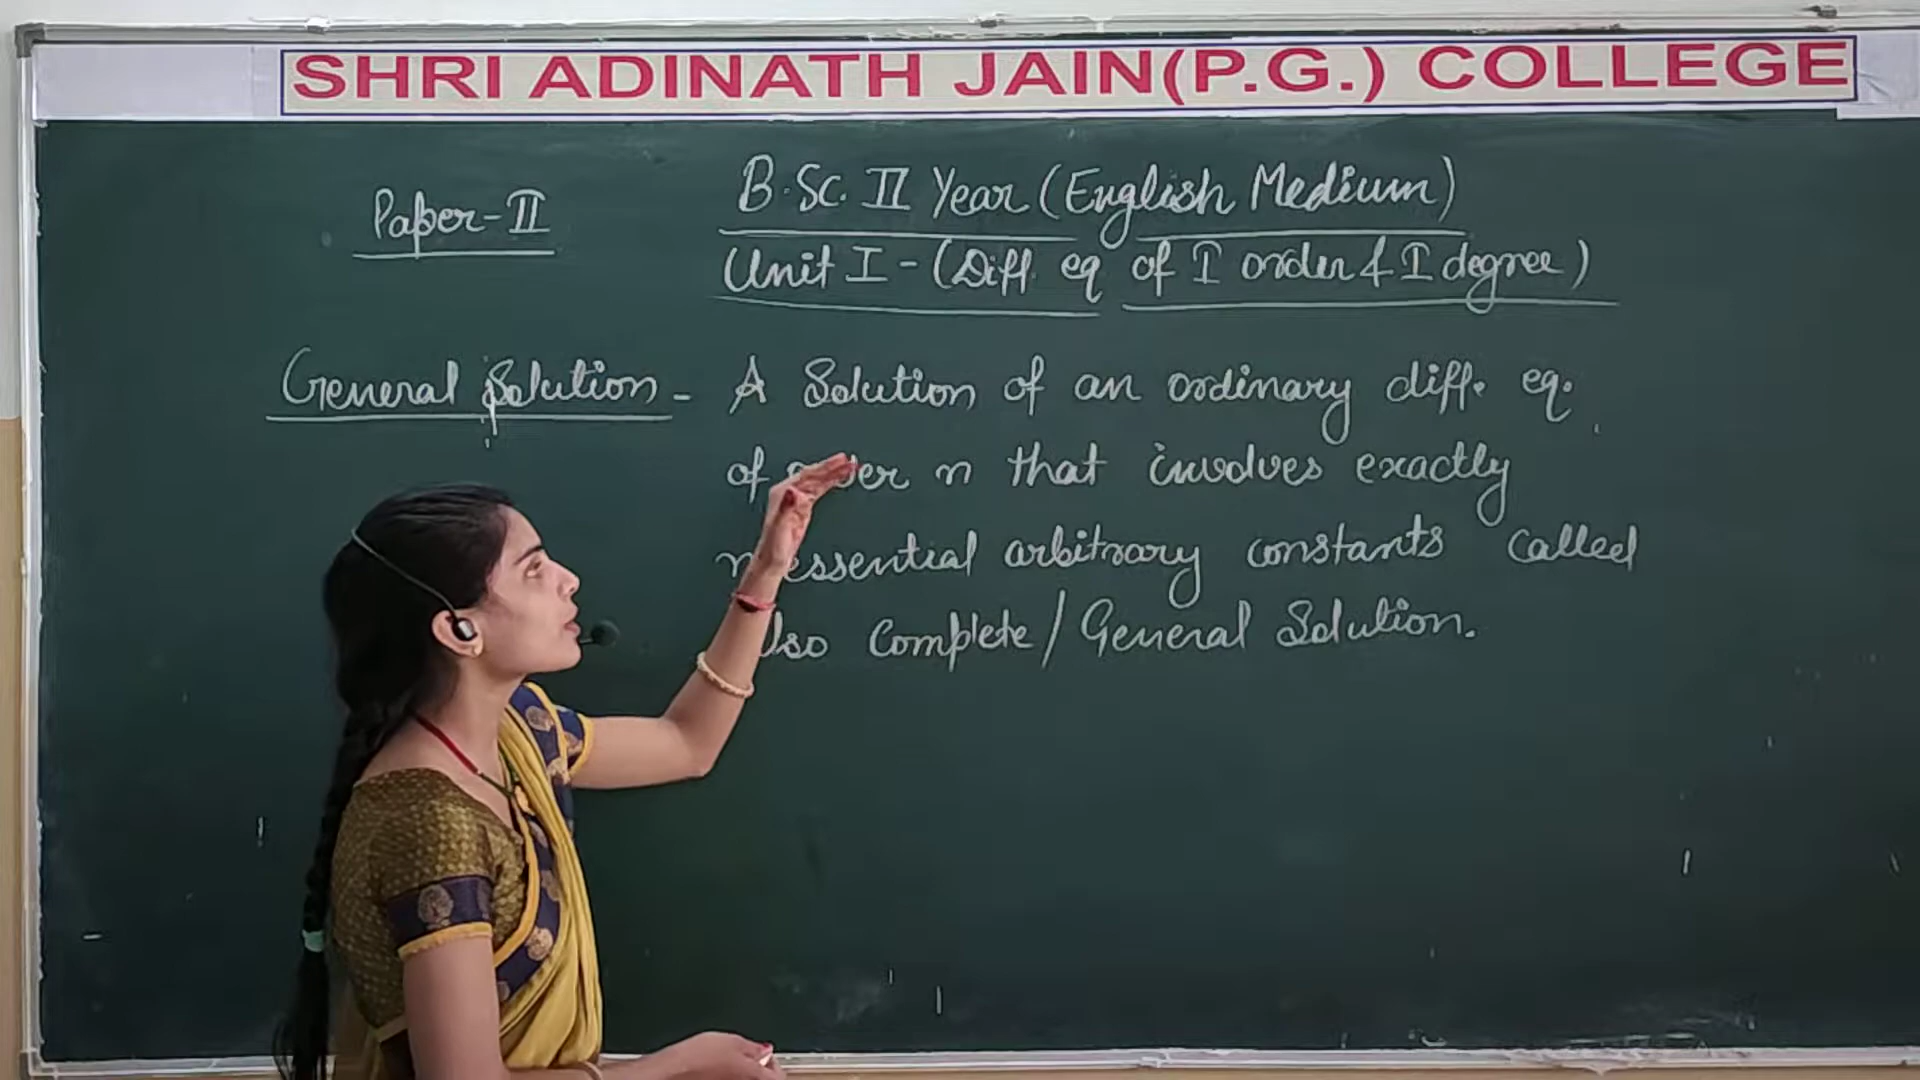 SHRI ADINATH JAIN(P.G.) COLLEGE
Paper-II
B.Sc. II Year (English Medium)
Unit I - (Diff eq of I order & I degree)
General Solution - A Solution of an ordinary diff. eq.
of order n that involves exactly
n essential arbitrary constants called
also Complete/General Solution.